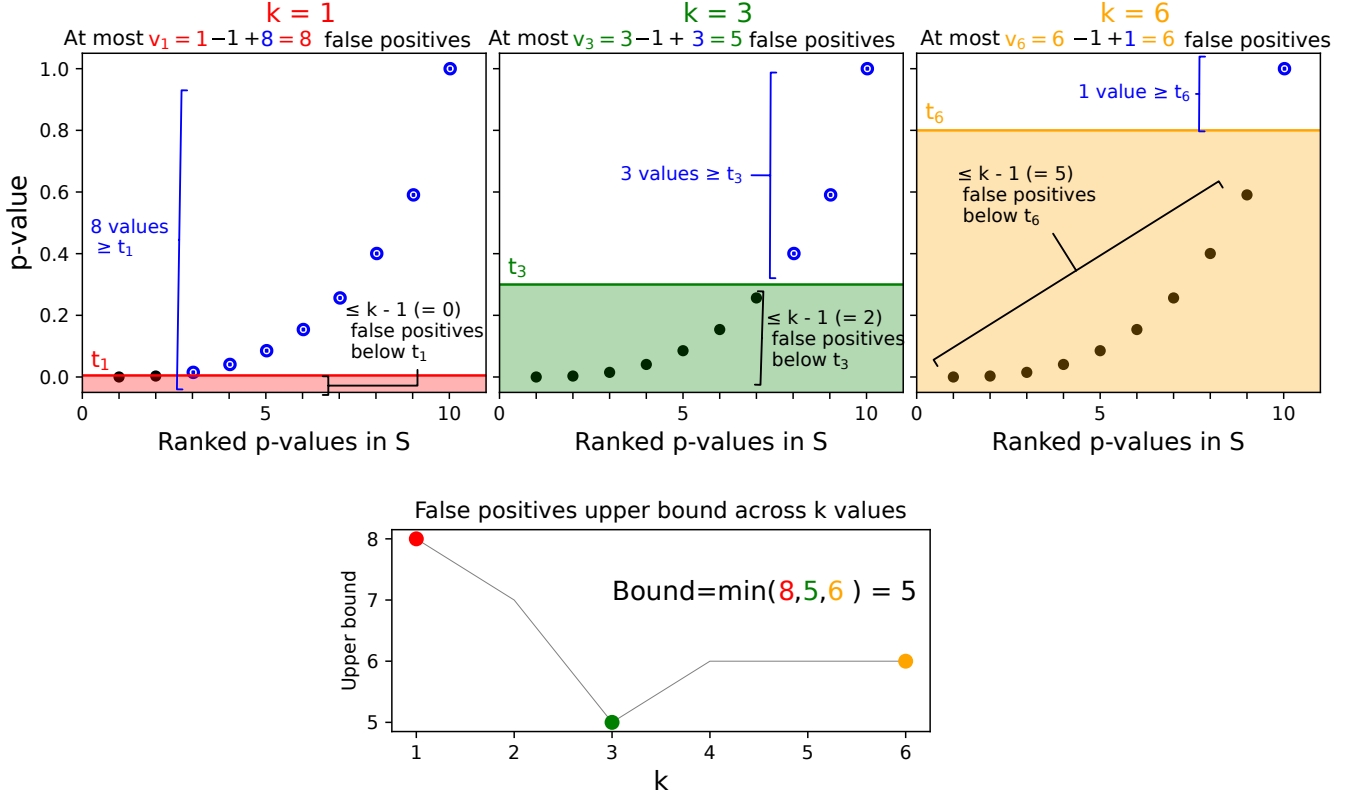 k = 1
At most v₁ = 1−1+8 = 8 false positives
1.0
0.8
0.6
0.4
0.2
0.0
p-value
8 values
≥ t₁
≤ k - 1 (= 0)
false positives
below t₁
t₁
0 5 10
Ranked p-values in S
k = 3
At most v₃ = 3−1 + 3 = 5 false positives
3 values ≥ t₃
t₃
≤ k - 1 (= 2)
false positives
below t₃
0 5 10
Ranked p-values in S
k = 6
At most v₆ = 6 −1 +1 = 6 false positives
1 value ≥ t₆
t₆
≤ k - 1 (= 5)
false positives
below t₆
0 5 10
Ranked p-values in S
False positives upper bound across k values
8
7
6
5
Upper bound
Bound=min(8,5,6 ) = 5
1 2 3 4 5 6
k